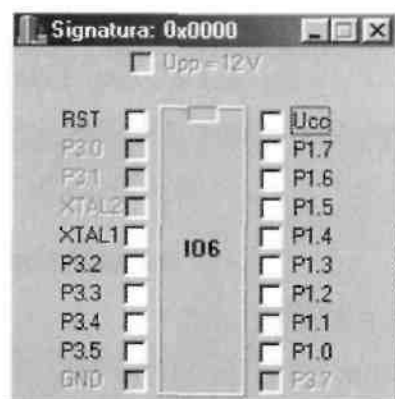 Signatura: 0x0000
Upp=12V
RST Ucc
P3.0 P1.7
P3.1 P1.6
XTAL2 P1.5
XTAL1 IO6 P1.4
P3.2 P1.3
P3.3 P1.2
P3.4 P1.1
P3.5 P1.0
GND P3.7